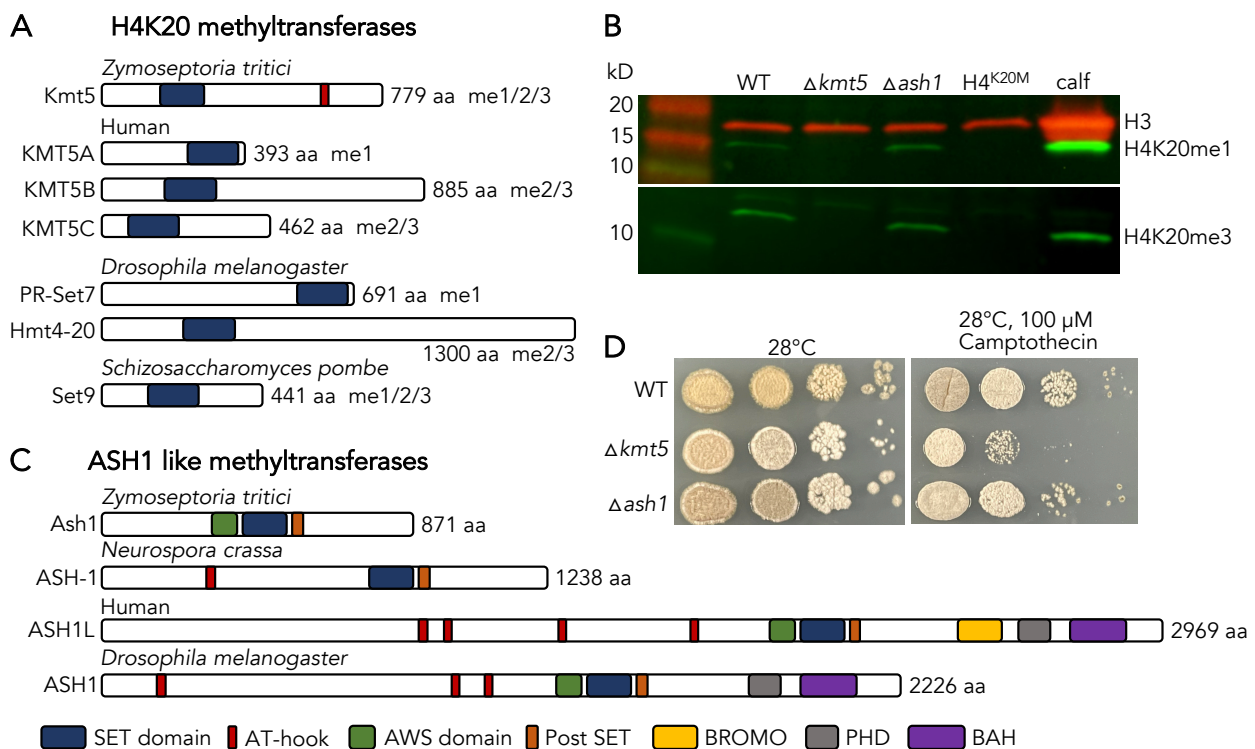 A H4K20 methyltransferases
Zymoseptoria tritici
Kmt5 779 aa me1/2/3
Human
KMT5A 393 aa me1
KMT5B 885 aa me2/3
KMT5C 462 aa me2/3
Drosophila melanogaster
PR-Set7 691 aa me1
Hmt4-20
1300 aa me2/3
Schizosaccharomyces pombe
Set9 441 aa me1/2/3
B
kD WT Δkmt5 Δash1 H4K20M calf
20
15
10
H3
H4K20me1
10 H4K20me3
C ASH1 like methyltransferases
Zymoseptoria tritici
Ash1 871 aa
Neurospora crassa
ASH-1 1238 aa
Human
ASH1L 2969 aa
Drosophila melanogaster
ASH1 2226 aa
SET domain AT-hook AWS domain Post SET BROMO PHD BAH
D 28°C
28°C, 100 μM
Camptothecin
WT
Δkmt5
Δash1